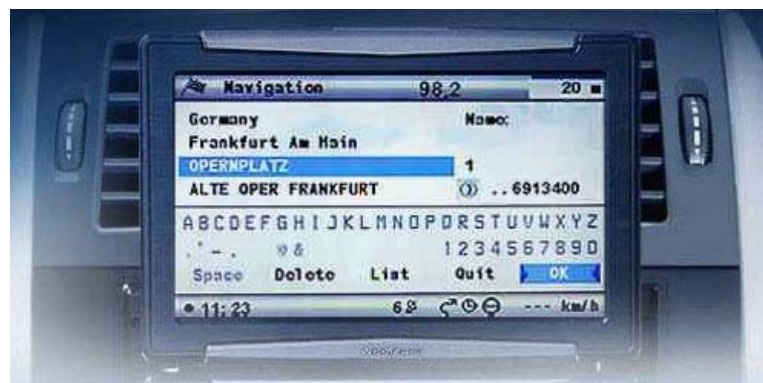 Navigation 98,2 20
Germany Name:
Frankfurt Am Main
OPERNPLATZ 1
ALTE OPER FRANKFURT ..6913400
ABCDEFGHIJKLMNOPQRSTUVWXYZ
.*-, @& 1234567890
Space Delete List Quit OK
11:23 6 --- km/h
vodafone